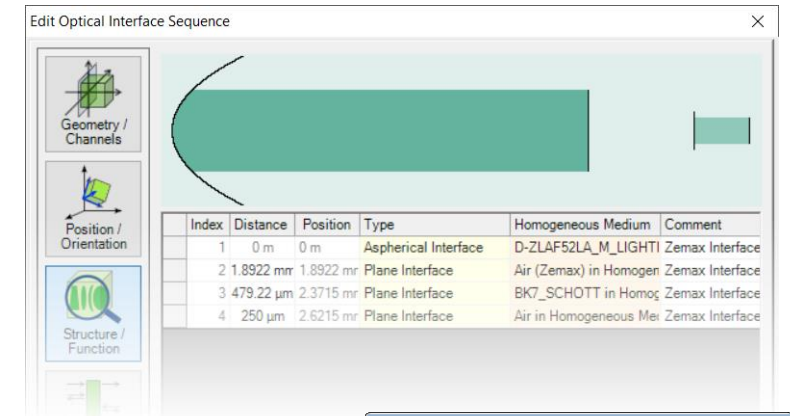 Edit Optical Interface Sequence
Geometry /
Channels
Position /
Orientation
Structure /
Function
Index Distance Position Type Homogeneous Medium Comment
1 0 m 0 m Aspherical Interface D-ZLAF52LA_M_LIGHTI Zemax Interface
2 1.8922 mm 1.8922 mr Plane Interface Air (Zemax) in Homogen Zemax Interface
3 479.22 µm 2.3715 mr Plane Interface BK7_SCHOTT in Homog Zemax Interface
4 250 µm 2.6215 mr Plane Interface Air in Homogeneous Med Zemax Interface